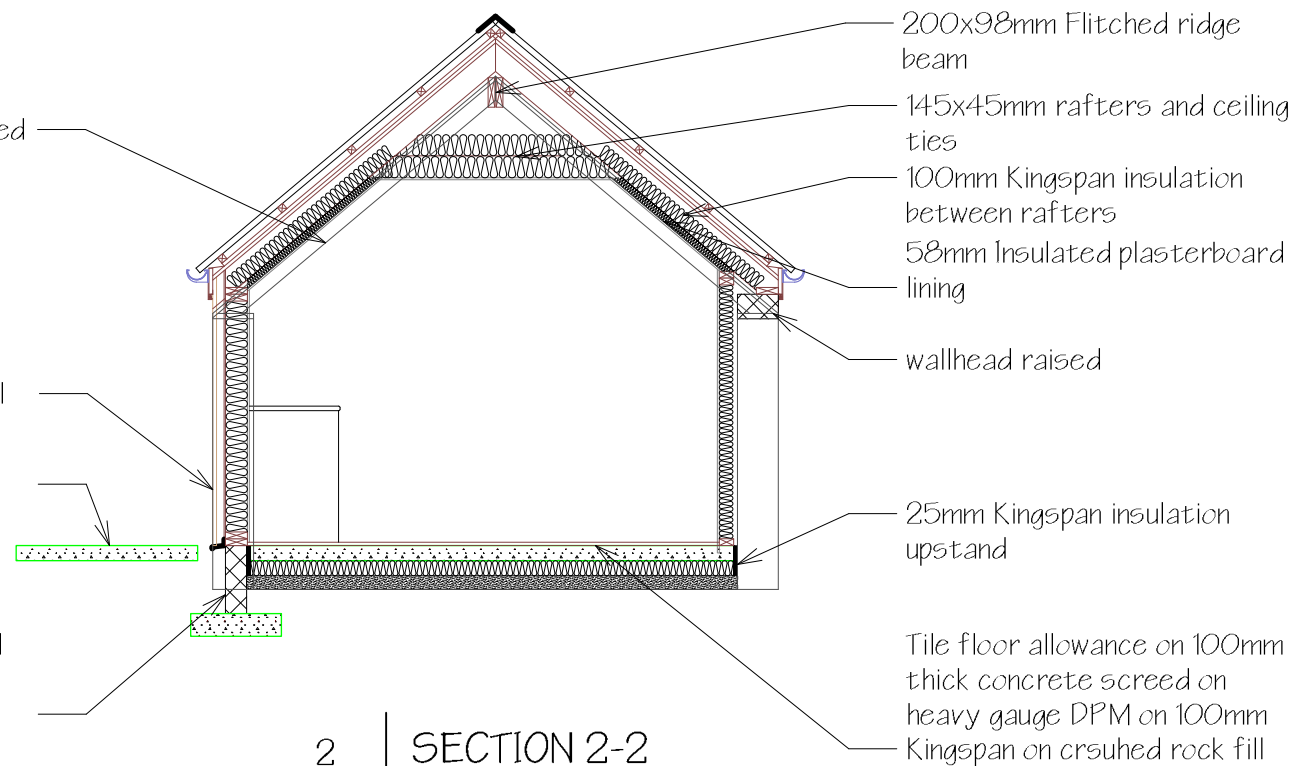 200x98mm Flitched ridge
beam
145x45mm rafters and ceiling
ties
100mm Kingspan insulation
between rafters
58mm Insulated plasterboard
lining
wallhead raised
25mm Kingspan insulation
upstand
Tile floor allowance on 100mm
thick concrete screed on
heavy gauge DPM on 100mm
Kingspan on crsuhed rock fill
ed
l
2 SECTION 2-2